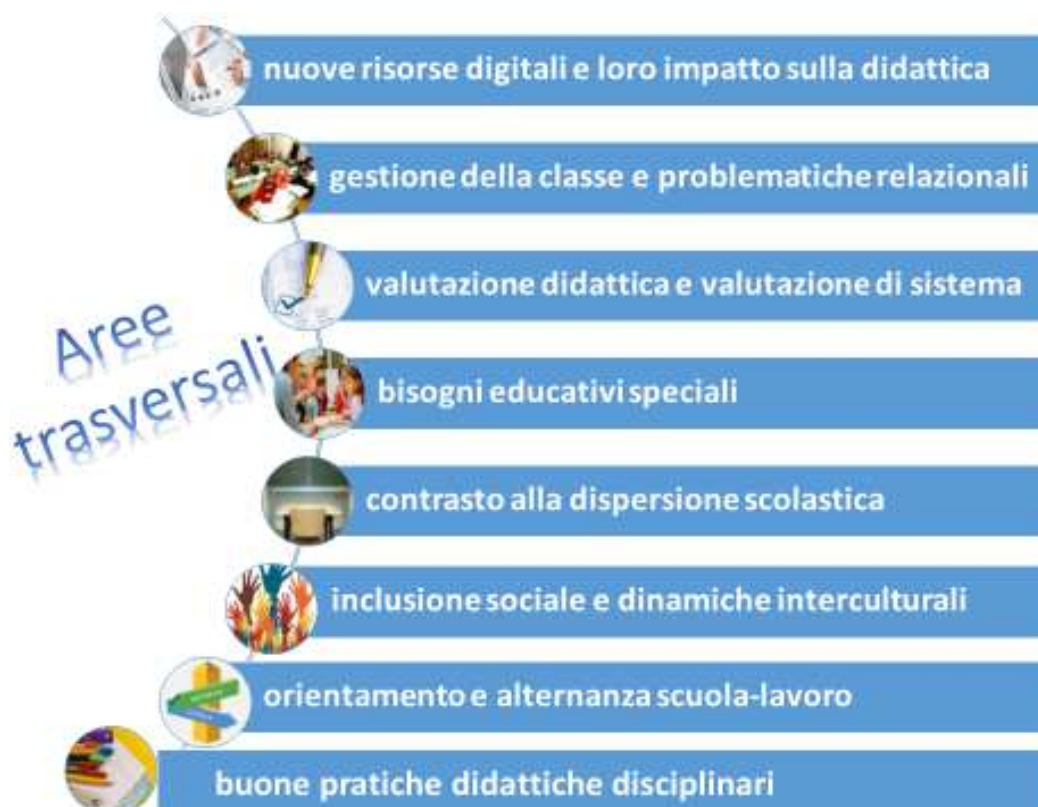 Aree
trasversali
nuove risorse digitali e loro impatto sulla didattica
gestione della classe e problematiche relazionali
valutazione didattica e valutazione di sistema
bisogni educativi speciali
contrasto alla dispersione scolastica
inclusione sociale e dinamiche interculturali
orientamento e alternanza scuola-lavoro
buone pratiche didattiche disciplinari